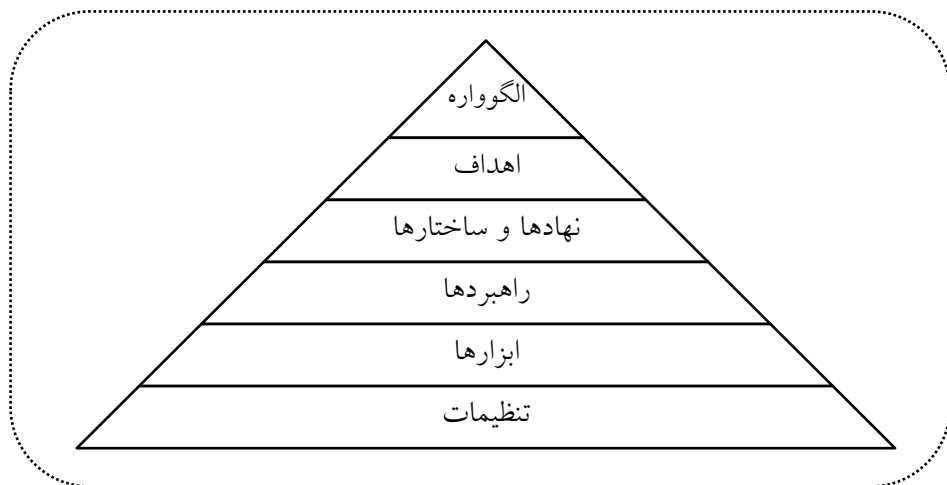 الگوواره
اهداف
نهادها و ساختارها
راهبردها
ابزارها
تنظیمات